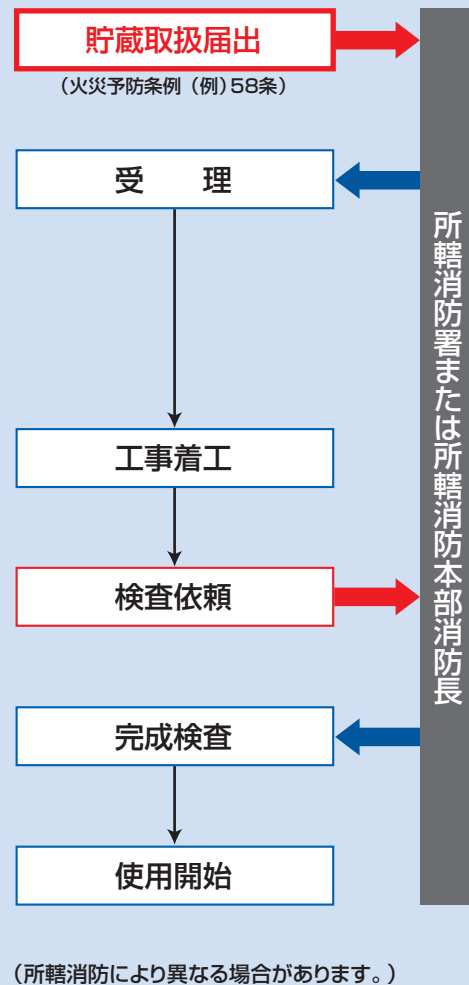 貯蔵取扱届出
（火災予防条例（例）58条）
受　　理
工事着工
検査依頼
完成検査
使用開始
所轄消防署または所轄消防本部消防長
（所轄消防により異なる場合があります。）